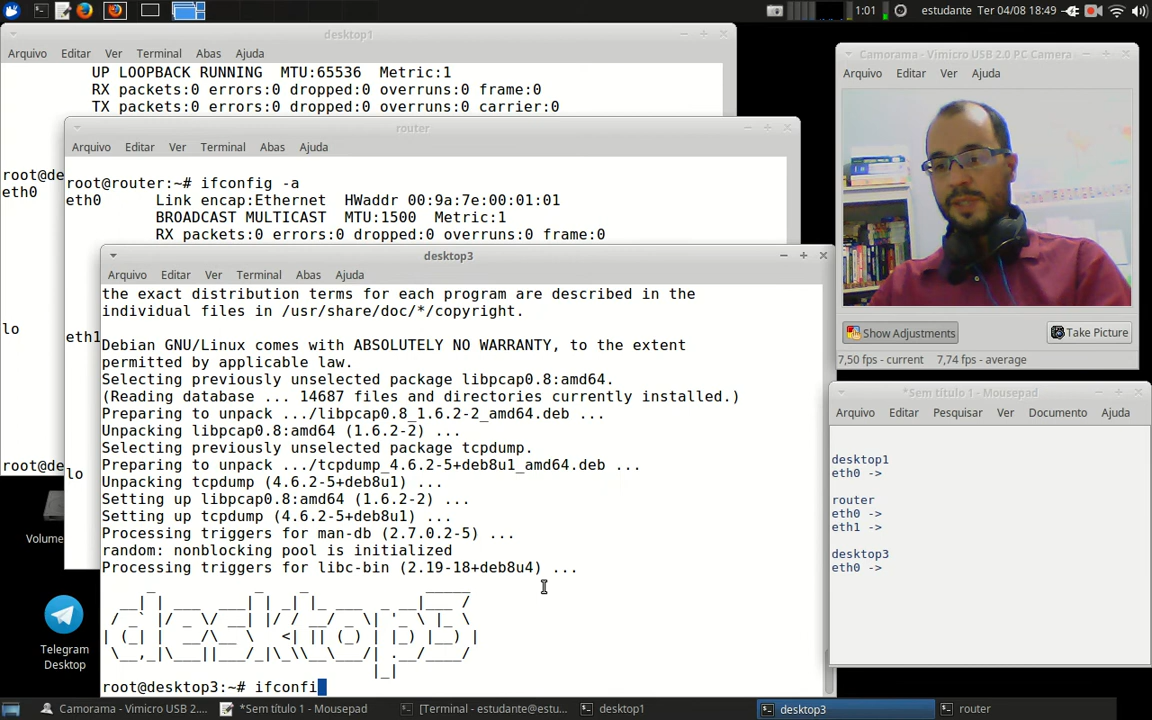 1:01 estudante Ter 04/08 18:49
desktop1
Arquivo Editar Ver Terminal Abas Ajuda
UP LOOPBACK RUNNING MTU:65536 Metric:1
RX packets:0 errors:0 dropped:0 overruns:0 frame:0
TX packets:0 errors:0 dropped:0 overruns:0 carrier:0
root@de
eth0
lo
root@de
router
Arquivo Editar Ver Terminal Abas Ajuda
root@router:~# ifconfig -a
eth0 Link encap:Ethernet HWaddr 00:9a:7e:00:01:01
BROADCAST MULTICAST MTU:1500 Metric:1
RX packets:0 errors:0 dropped:0 overruns:0 frame:0
eth1
lo
desktop3
Arquivo Editar Ver Terminal Abas Ajuda
the exact distribution terms for each program are described in the
individual files in /usr/share/doc/*/copyright.
Debian GNU/Linux comes with ABSOLUTELY NO WARRANTY, to the extent
permitted by applicable law.
Selecting previously unselected package libpcap0.8:amd64.
(Reading database ... 14687 files and directories currently installed.)
Preparing to unpack .../libpcap0.8_1.6.2-2_amd64.deb ...
Unpacking libpcap0.8:amd64 (1.6.2-2) ...
Selecting previously unselected package tcpdump.
Preparing to unpack .../tcpdump_4.6.2-5+deb8u1_amd64.deb ...
Unpacking tcpdump (4.6.2-5+deb8u1) ...
Setting up libpcap0.8:amd64 (1.6.2-2) ...
Setting up tcpdump (4.6.2-5+deb8u1) ...
Processing triggers for man-db (2.7.0.2-5) ...
random: nonblocking pool is initialized
Processing triggers for libc-bin (2.19-18+deb8u4) ...
desktop3
root@desktop3:~# ifconfi
Camorama - Vimicro USB 2.0 PC Camera
Arquivo Editar Ver Ajuda
Show Adjustments Take Picture
7,50 fps - current 7,74 fps - average
*Sem título 1 - Mousepad
Arquivo Editar Pesquisar Ver Documento Ajuda
desktop1
eth0 ->
router
eth0 ->
eth1 ->
desktop3
eth0 ->
Volume
Telegram
Desktop
Camorama - Vimicro USB 2.... *Sem título 1 - Mousepad [Terminal - estudante@estu... desktop1 desktop3 router